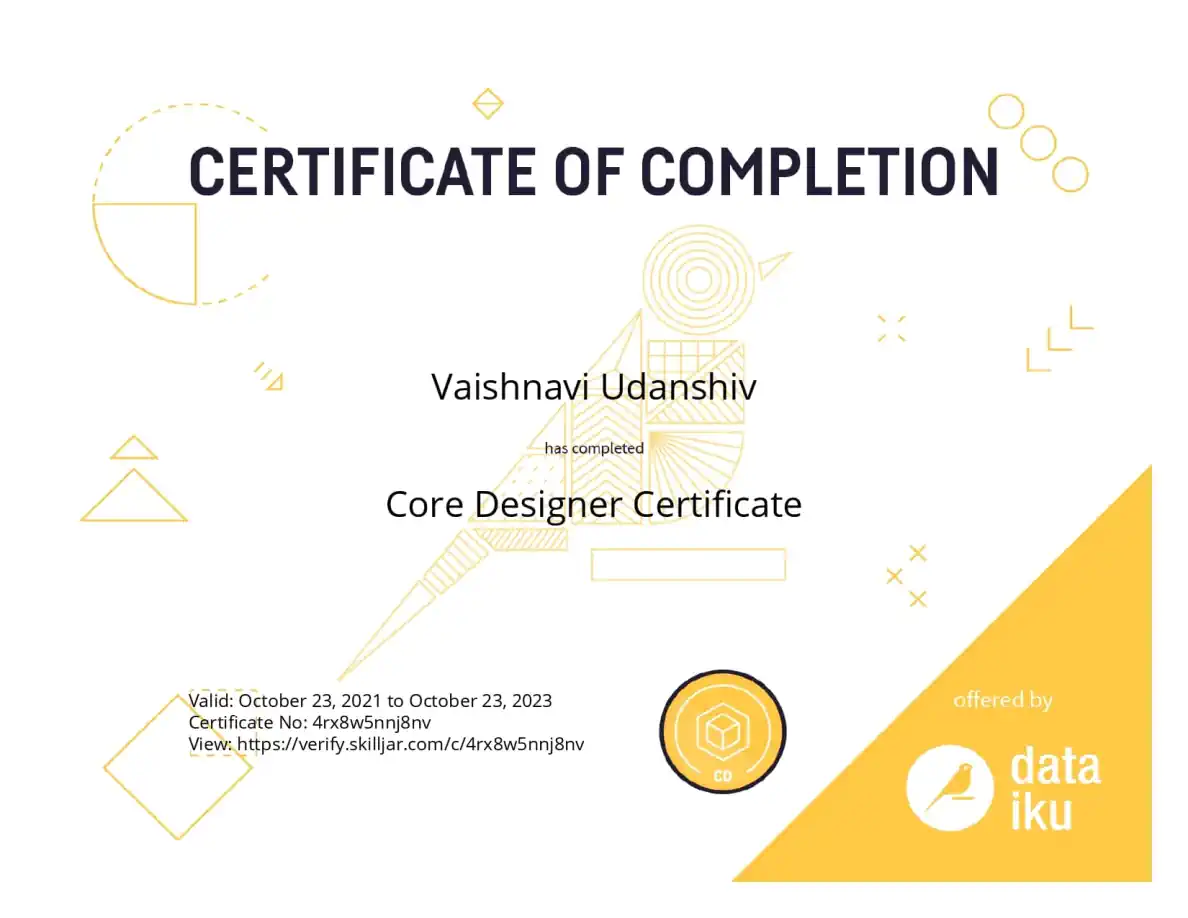 CERTIFICATE OF COMPLETION
Vaishnavi Udanshiv
has completed
Core Designer Certificate
Valid: October 23, 2021 to October 23, 2023
Certificate No: 4rx8w5nnj8nv
View: https://verify.skilljar.com/c/4rx8w5nnj8nv
CD
offered by
data
iku